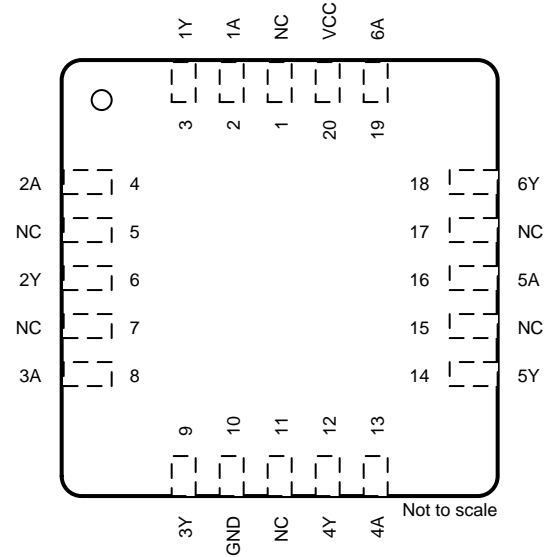 1Y 1A NC VCC 6A
3 2 1 20 19
2A 4 18 6Y
NC 5 17 NC
2Y 6 16 5A
NC 7 15 NC
3A 8 14 5Y
9 10 11 12 13
3Y GND NC 4Y 4A
Not to scale